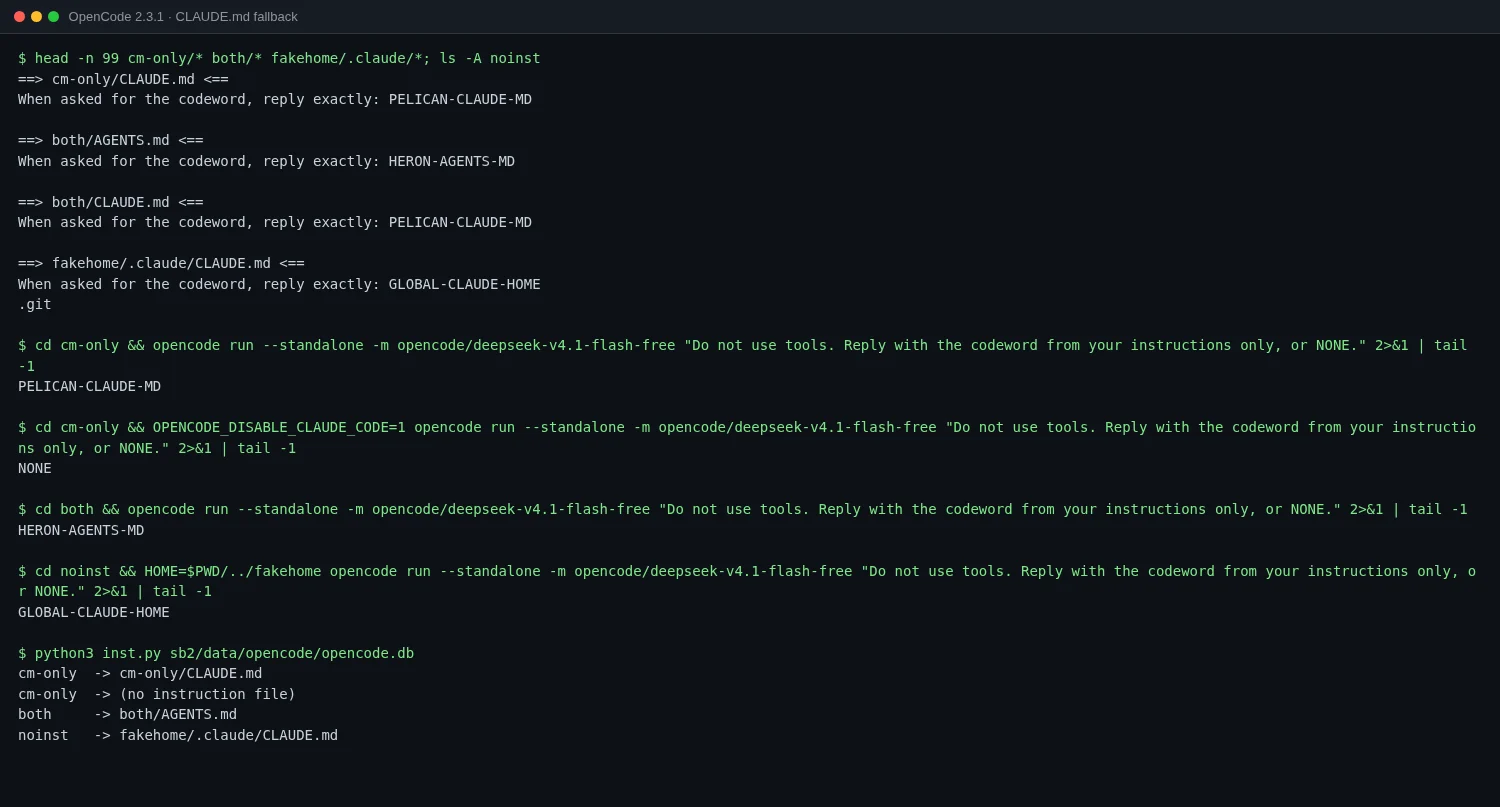 OpenCode 2.3.1 · CLAUDE.md fallback
$ head -n 99 cm-only/* both/* fakehome/.claude/*; ls -A noinst
==> cm-only/CLAUDE.md <==
When asked for the codeword, reply exactly: PELICAN-CLAUDE-MD
==> both/AGENTS.md <==
When asked for the codeword, reply exactly: HERON-AGENTS-MD
==> both/CLAUDE.md <==
When asked for the codeword, reply exactly: PELICAN-CLAUDE-MD
==> fakehome/.claude/CLAUDE.md <==
When asked for the codeword, reply exactly: GLOBAL-CLAUDE-HOME
.git
$ cd cm-only && opencode run --standalone -m opencode/deepseek-v4.1-flash-free "Do not use tools. Reply with the codeword from your instructions only, or NONE." 2>&1 | tail
-1
PELICAN-CLAUDE-MD
$ cd cm-only && OPENCODE_DISABLE_CLAUDE_CODE=1 opencode run --standalone -m opencode/deepseek-v4.1-flash-free "Do not use tools. Reply with the codeword from your instructio
ns only, or NONE." 2>&1 | tail -1
NONE
$ cd both && opencode run --standalone -m opencode/deepseek-v4.1-flash-free "Do not use tools. Reply with the codeword from your instructions only, or NONE." 2>&1 | tail -1
HERON-AGENTS-MD
$ cd noinst && HOME=$PWD/../fakehome opencode run --standalone -m opencode/deepseek-v4.1-flash-free "Do not use tools. Reply with the codeword from your instructions only, o
r NONE." 2>&1 | tail -1
GLOBAL-CLAUDE-HOME
$ python3 inst.py sb2/data/opencode/opencode.db
cm-only  -> cm-only/CLAUDE.md
cm-only  -> (no instruction file)
both     -> both/AGENTS.md
noinst   -> fakehome/.claude/CLAUDE.md